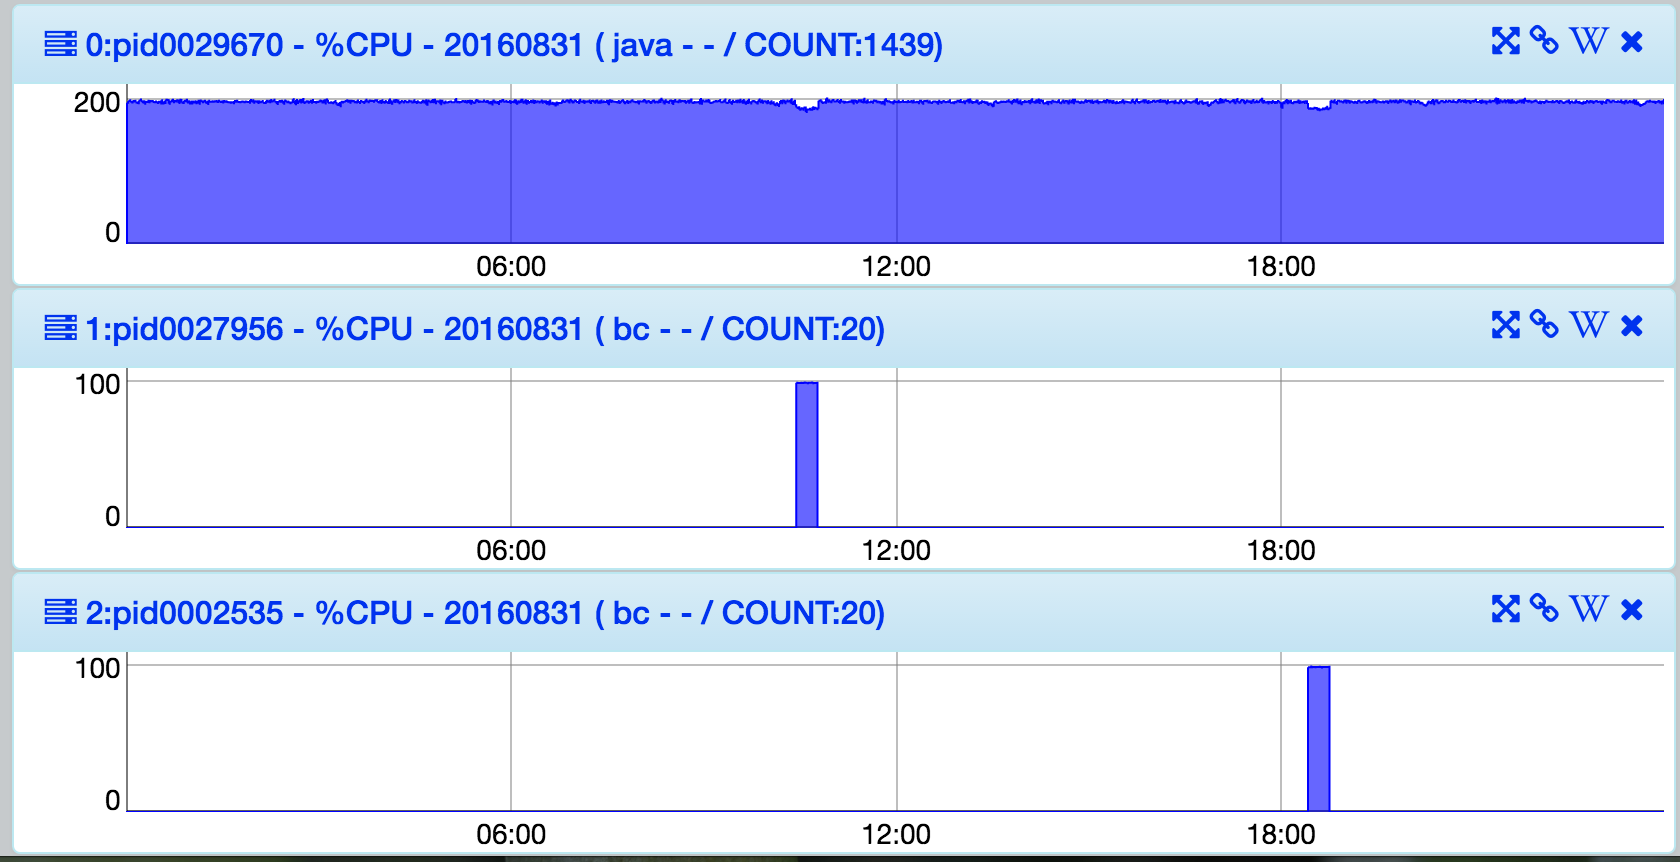 0:pid0029670 - %CPU - 20160831 ( java - - / COUNT:1439) W
200
0
06:00 12:00 18:00
1:pid0027956 - %CPU - 20160831 ( bc - - / COUNT:20) W
100
0
06:00 12:00 18:00
2:pid0002535 - %CPU - 20160831 ( bc - - / COUNT:20) W
100
0
06:00 12:00 18:00